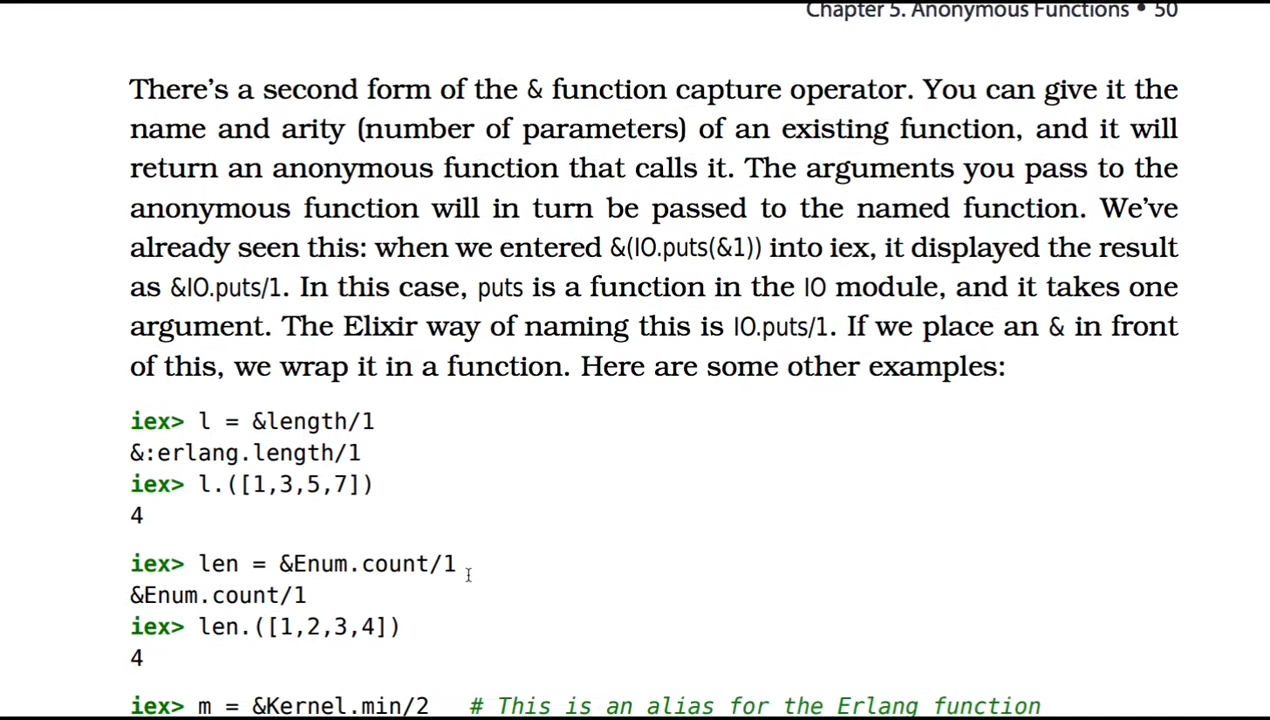 Chapter 5. Anonymous Functions • 50
There's a second form of the & function capture operator. You can give it the
name and arity (number of parameters) of an existing function, and it will
return an anonymous function that calls it. The arguments you pass to the
anonymous function will in turn be passed to the named function. We've
already seen this: when we entered &(IO.puts(&1)) into iex, it displayed the result
as &IO.puts/1. In this case, puts is a function in the IO module, and it takes one
argument. The Elixir way of naming this is IO.puts/1. If we place an & in front
of this, we wrap it in a function. Here are some other examples:
iex> l = &length/1
&:erlang.length/1
iex> l.([1,3,5,7])
4
iex> len = &Enum.count/1
&Enum.count/1
iex> len.([1,2,3,4])
4
iex> m = &Kernel.min/2   # This is an alias for the Erlang function